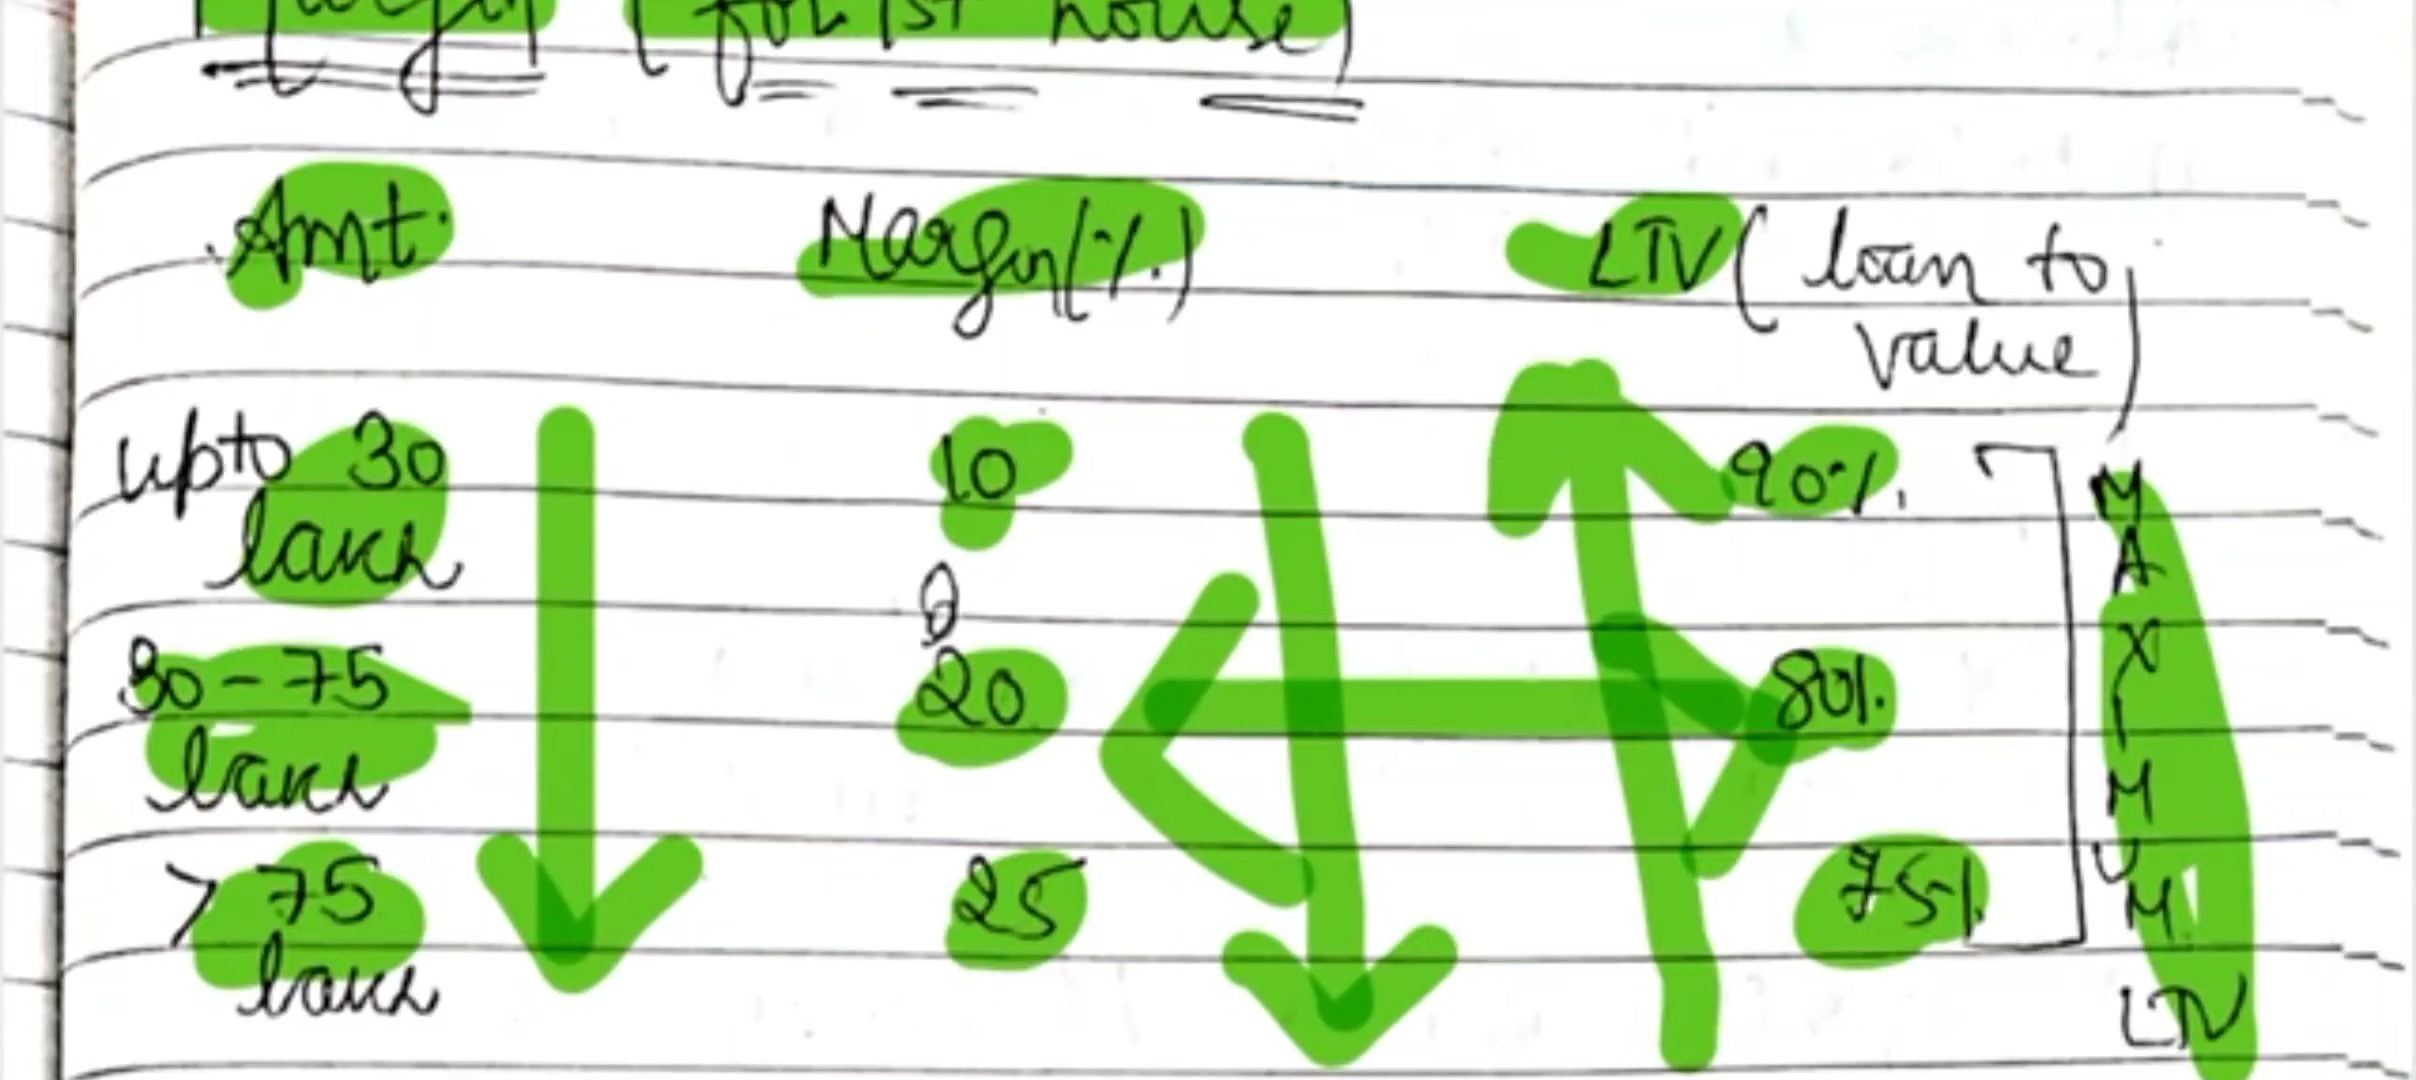 Margin (for 1st house)
Amt. Margin(%) LTV (loan to
value)
upto 30 10 90%
lakh
30-75 20 80%
lakh
> 75 25 75%
lakh
MAXIMUM
LTV